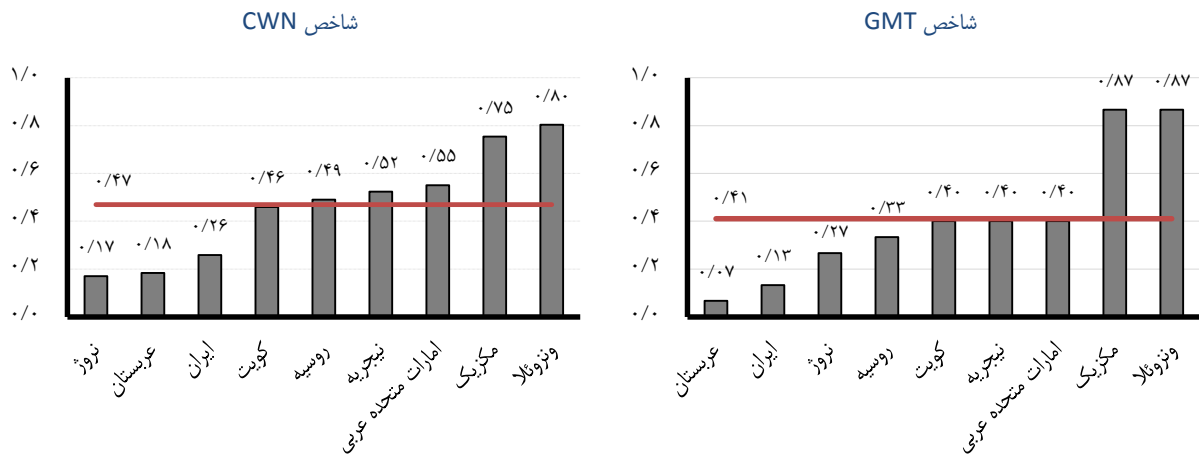 شاخص CWN
۱/۰
۰/۸
۰/۶
۰/۴
۰/۲
۰/۰
۰/۴۷
۰/۱۷
۰/۱۸
۰/۲۶
۰/۴۶
۰/۴۹
۰/۵۲
۰/۵۵
۰/۷۵
۰/۸۰
نروژ
عربستان
ایران
کویت
روسیه
نیجریه
امارات متحده عربی
مکزیک
ونزوئلا
شاخص GMT
۱/۰
۰/۸
۰/۶
۰/۴
۰/۲
۰/۰
۰/۴۱
۰/۰۷
۰/۱۳
۰/۲۷
۰/۳۳
۰/۴۰
۰/۴۰
۰/۴۰
۰/۸۷
۰/۸۷
عربستان
ایران
نروژ
روسیه
کویت
نیجریه
امارات متحده عربی
مکزیک
ونزوئلا